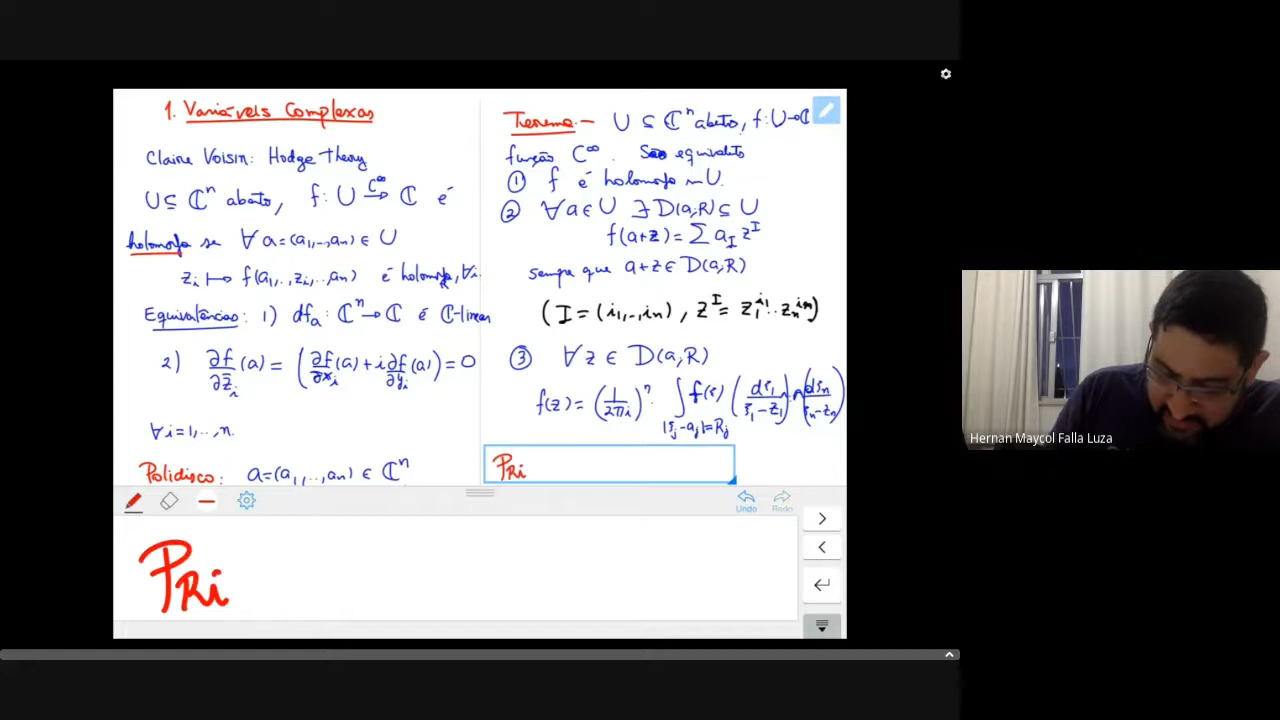 1. Variáveis Complexas
Claire Voisin: Hodge Theory
U ⊆ ℂⁿ aberto, f: U →^{C^∞} ℂ é
holomorfa se ∀ a=(a₁,..,aₙ) ∈ U
zᵢ ↦ f(a₁,..,zᵢ,..,aₙ) é holomorfa, ∀i.
Equivalências: 1) dfₐ: ℂⁿ → ℂ é ℂ-linear
2) ∂f/∂z̄ᵢ (a) = (∂f/∂xᵢ (a) + i ∂f/∂yᵢ (a)) = 0
∀ i=1,..,n.
Polidisco: a=(a₁,..,aₙ) ∈ ℂⁿ
Teorema.- U ⊆ ℂⁿ aberto, f: U→ℂ
função C^∞. São equivalentes
① f é holomorfa em U.
② ∀ a ∈ U ∃ D(a,R) ⊆ U
f(a+z) = ∑ a_I z^I
sempre que a+z ∈ D(a,R)
(I = (i₁,..,iₙ), z^I = z₁^{i₁}..zₙ^{iₙ})
③ ∀ z ∈ D(a,R)
f(z) = (1/2πi)ⁿ · ∫_{|ζⱼ-aⱼ|=Rⱼ} f(ζ) (dζ₁/(ζ₁-z₁)) ∧..∧ (dζₙ/(ζₙ-zₙ))
PRi
Undo Redo
PRi
Hernan Maycol Falla Luza